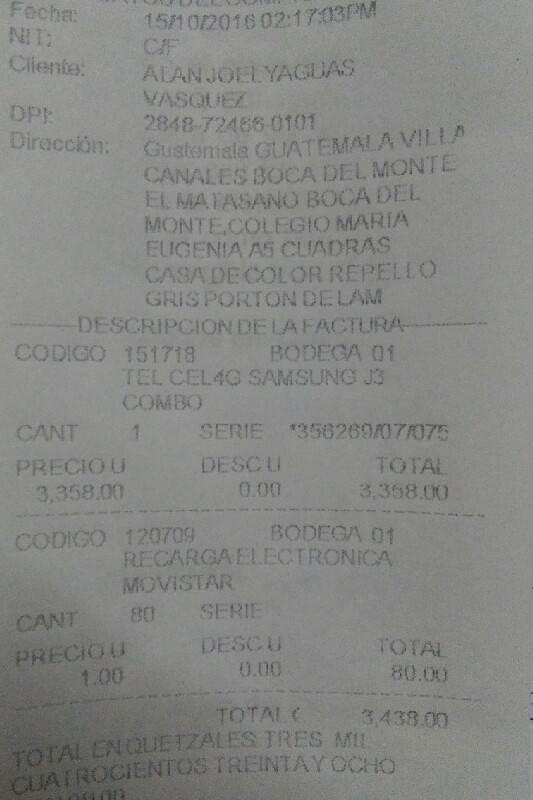 Fecha: 15/10/2016 02:17:03PM
NIT: C/F
Cliente: ALAN JOEL YAGUAS
VASQUEZ
DPI: 2848-72466-0101
Dirección: Guatemala GUATEMALA VILLA
CANALES BOCA DEL MONTE
EL MATASANO BOCA DEL
MONTE,COLEGIO MARIA
EUGENIA A5 CUADRAS
CASA DE COLOR REPELLO
GRIS PORTON DE LAM
DESCRIPCION DE LA FACTURA
CODIGO 151718 BODEGA 01
TEL CEL4G SAMSUNG J3
COMBO
CANT 1 SERIE *356269/07/075
PRECIO U DESC U TOTAL
3,358.00 0.00 3,358.00
CODIGO 120709 BODEGA 01
RECARGA ELECTRONICA
MOVISTAR
CANT 80 SERIE
PRECIO U DESC U TOTAL
1.00 0.00 80.00
TOTAL ( 3,438.00
TOTAL EN QUETZALES TRES MIL
CUATROCIENTOS TREINTA Y OCHO